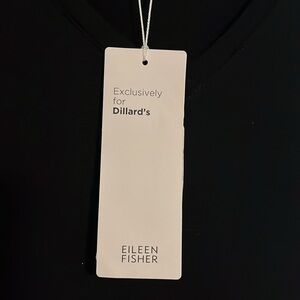 Exclusively
for
Dillard's
EILEEN
FISHER